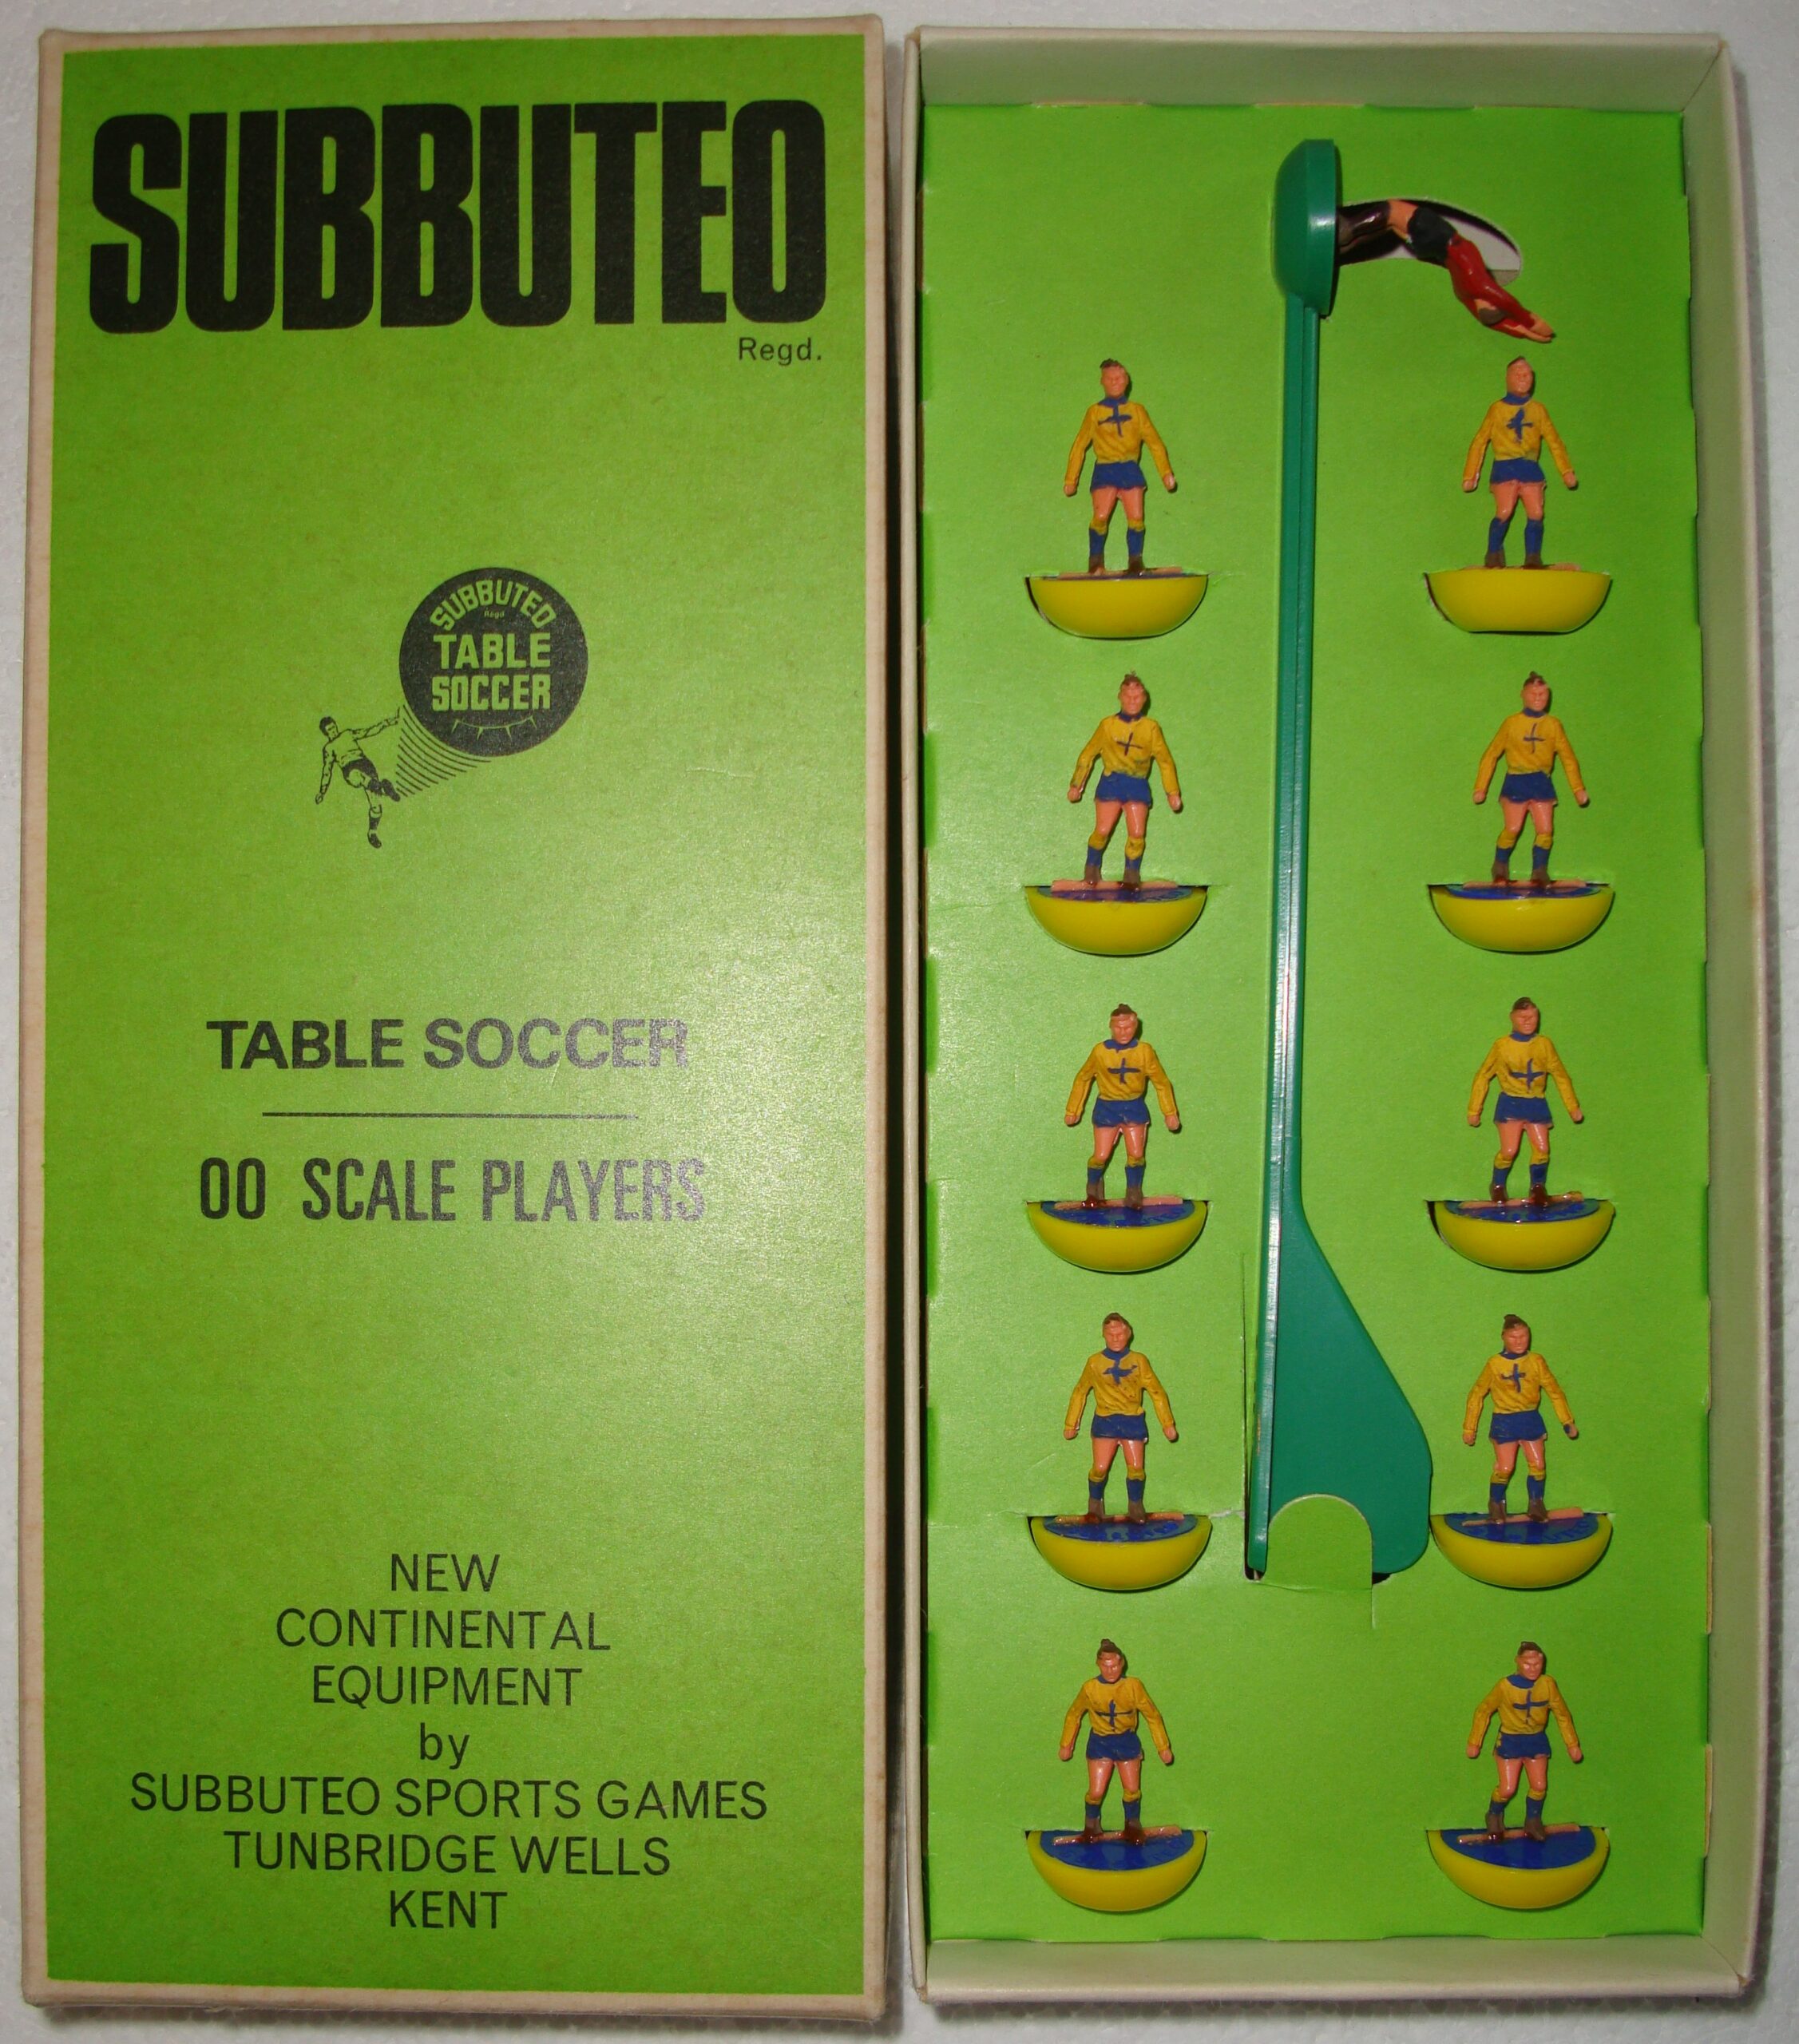 SUBBUTEO
Regd.
SUBBUTEO
Regd
TABLE
SOCCER
TABLE SOCCER
00 SCALE PLAYERS
NEW
CONTINENTAL
EQUIPMENT
by
SUBBUTEO SPORTS GAMES
TUNBRIDGE WELLS
KENT